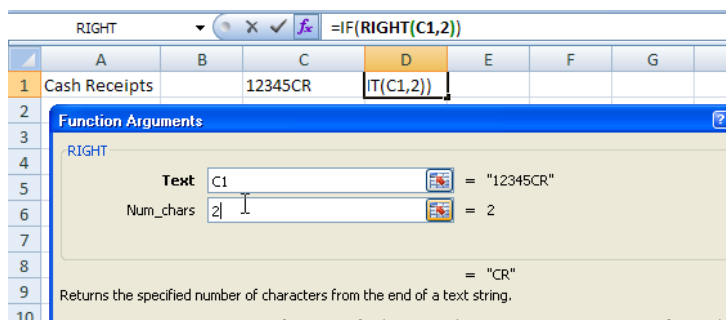 RIGHT fx =IF(RIGHT(C1,2))
A B C D E F G
1 Cash Receipts 12345CR IT(C1,2))
2
Function Arguments ?
3
RIGHT
4
5 Text C1 = "12345CR"
6 Num_chars 2 = 2
7
8 = "CR"
9 Returns the specified number of characters from the end of a text string.
10